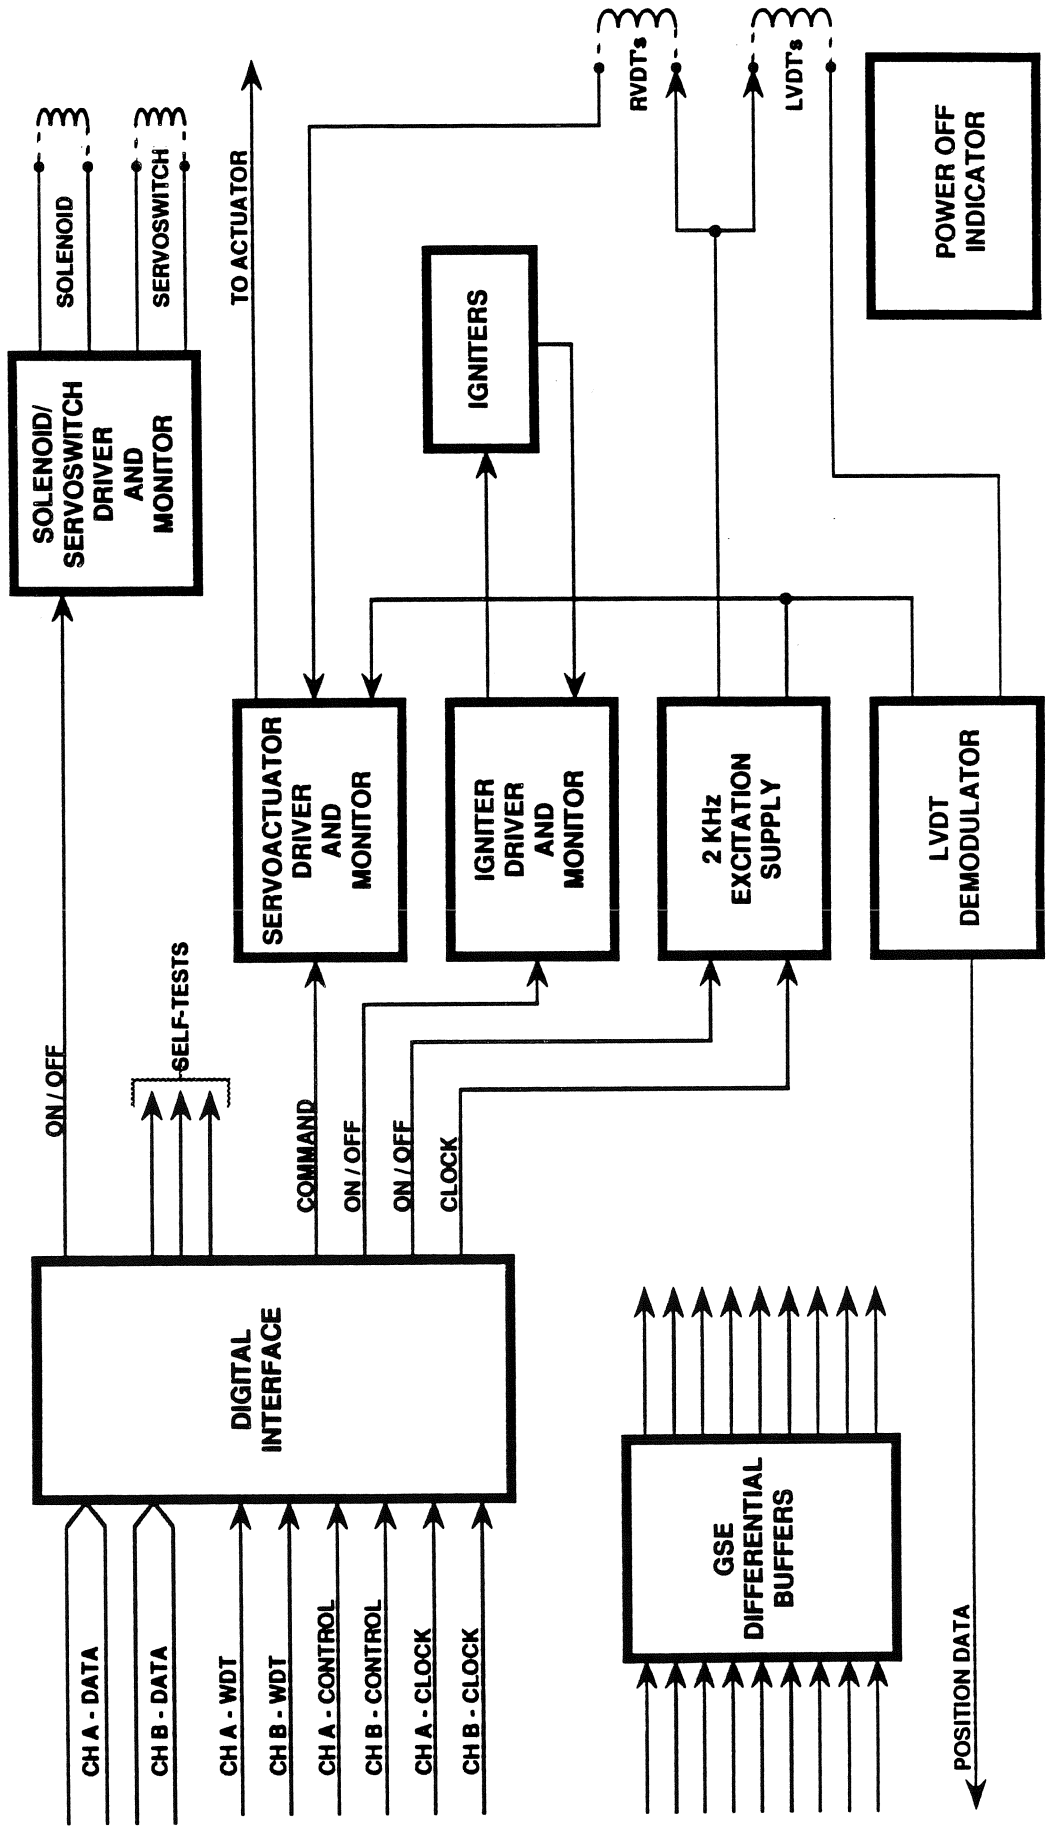 CH A - DATA
CH B - DATA
CH A - WDT
CH B - WDT
CH A - CONTROL
CH B - CONTROL
CH A - CLOCK
CH B - CLOCK
DIGITAL
INTERFACE
ON / OFF
SELF-TESTS
COMMAND
ON / OFF
ON / OFF
CLOCK
SOLENOID/
SERVOSWITCH
DRIVER
AND
MONITOR
SOLENOID
SERVOSWITCH
TO ACTUATOR
SERVOACTUATOR
DRIVER
AND
MONITOR
IGNITER
DRIVER
AND
MONITOR
IGNITERS
2 KHz
EXCITATION
SUPPLY
LVDT
DEMODULATOR
RVDT's
LVDT's
POWER OFF
INDICATOR
GSE
DIFFERENTIAL
BUFFERS
POSITION DATA